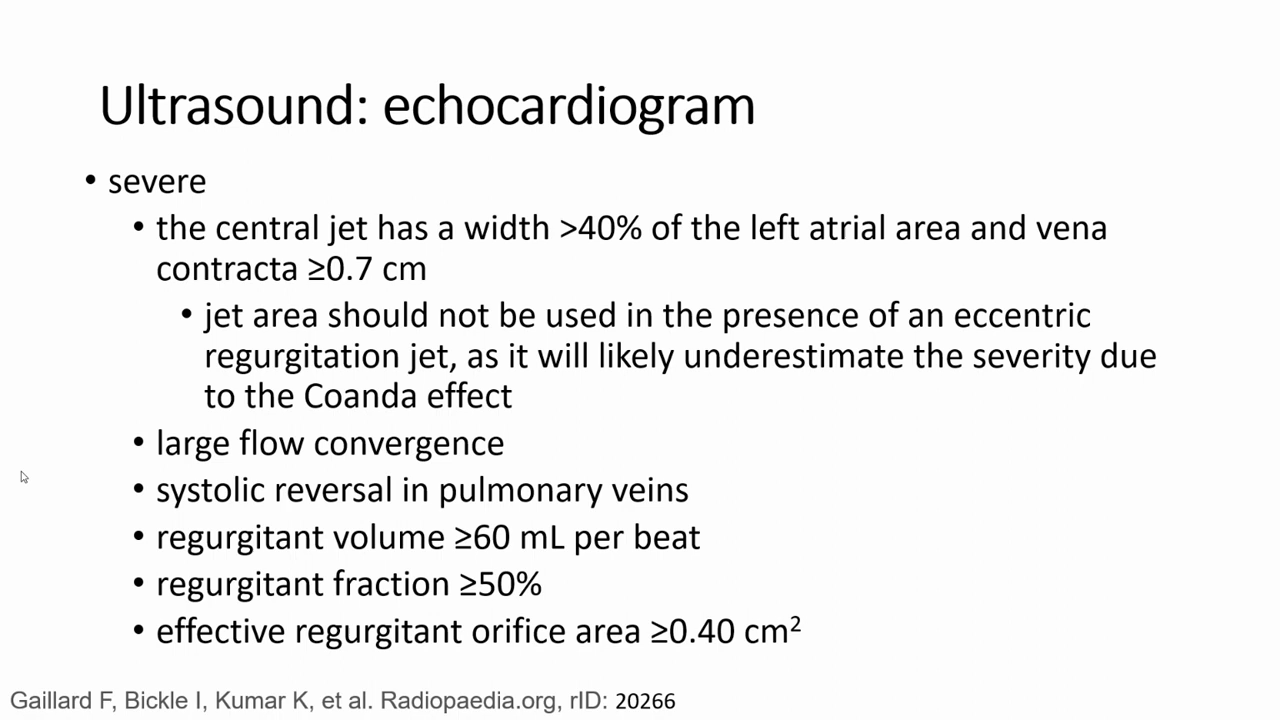 Ultrasound: echocardiogram
• severe
• the central jet has a width >40% of the left atrial area and vena
contracta ≥0.7 cm
• jet area should not be used in the presence of an eccentric
regurgitation jet, as it will likely underestimate the severity due
to the Coanda effect
• large flow convergence
• systolic reversal in pulmonary veins
• regurgitant volume ≥60 mL per beat
• regurgitant fraction ≥50%
• effective regurgitant orifice area ≥0.40 cm²
Gaillard F, Bickle I, Kumar K, et al. Radiopaedia.org, rID: 20266